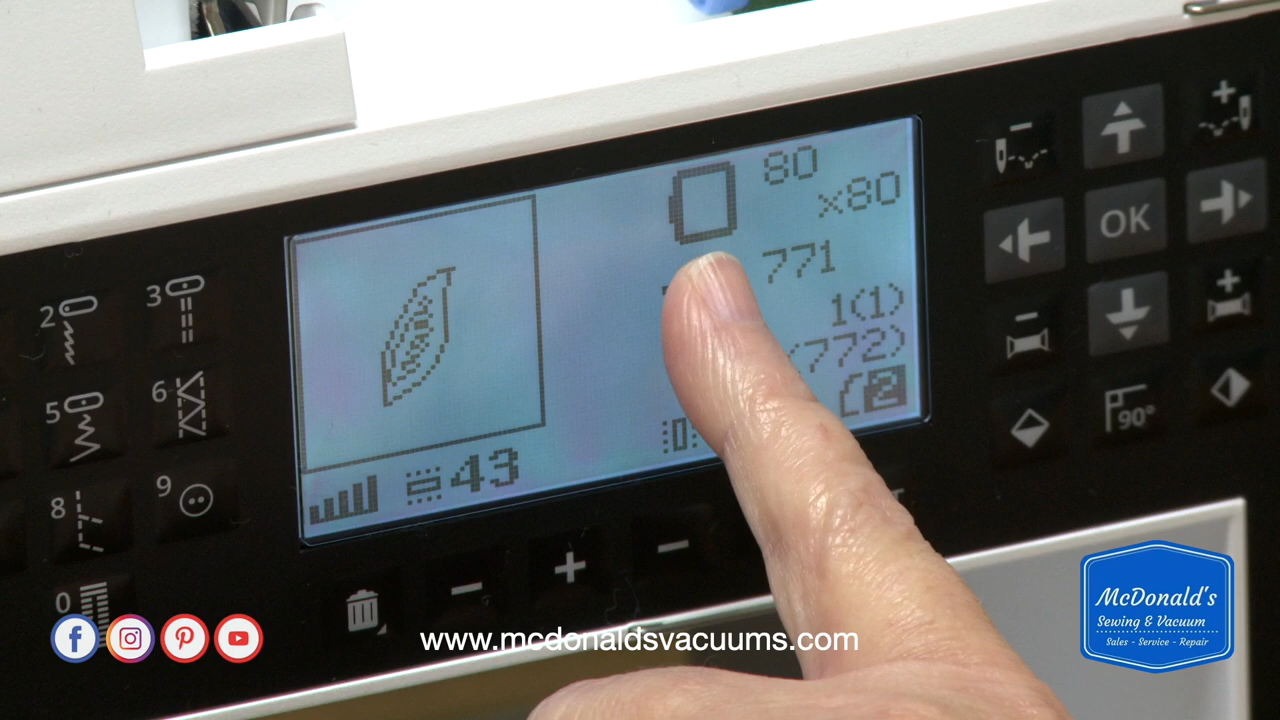 80
x80
771
1(1)
772)
2
43
2
3
5
6
8
9
0
OK
90°
www.mcdonaldsvacuums.com
McDonald's
Sewing & Vacuum
Sales - Service - Repair